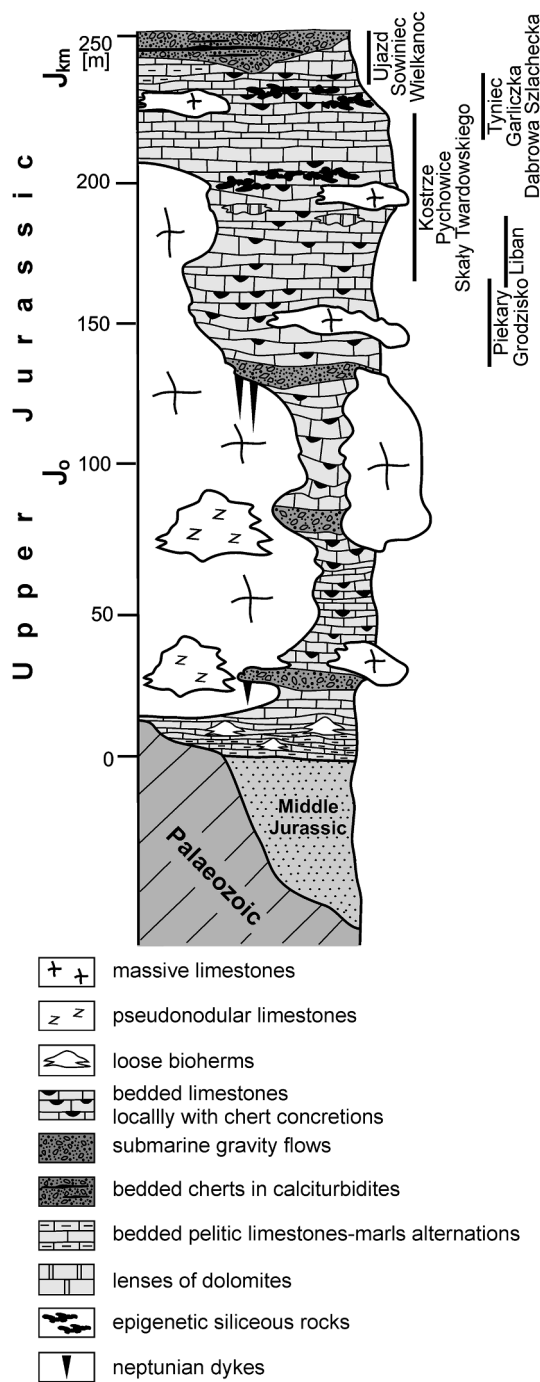 Upper Jurassic
Jkm
Jo
250
[m]
200
150
100
50
0
Ujazd
Sowiniec
Wielkanoc
Tyniec
Garliczka
Dabrowa Szlachecka
Kostrze
Pychowice
Skały Twardowskiego
Liban
Piekary
Grodzisko
Middle
Jurassic
Palaeozoic
massive limestones
pseudonodular limestones
loose bioherms
bedded limestones
locallly with chert concretions
submarine gravity flows
bedded cherts in calciturbidites
bedded pelitic limestones-marls alternations
lenses of dolomites
epigenetic siliceous rocks
neptunian dykes